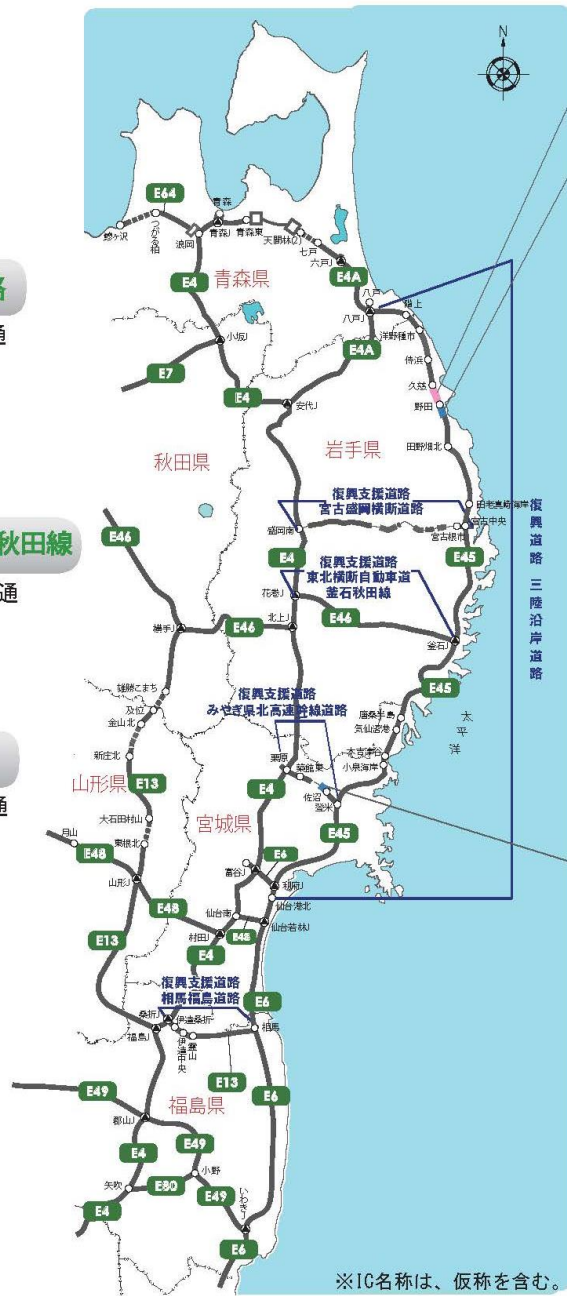 N
E64
青森
つがる柏
鰺ヶ沢
浪岡
青森J
青森東
天間林(2)
七戸
六戸J
E4A
E4
青森県
路
八戸
八戸J
階上
洋野種市
通
小坂J
E4A
侍浜
E7
久慈
E4
安代J
野田
岩手県
田野畑北
秋田県
復興支援道路
宮古盛岡横断道路
田老真崎海岸
宮古中央
盛岡南
宮古根市
復興道路 三陸沿岸道路
E46
秋田線
E4
復興支援道路
東北横断自動車道
釜石秋田線
E45
通
花巻J
E46
北上J
横手J
E46
釜石J
雄勝こまち
復興支援道路
みやぎ県北高速幹線道路
E45
及位
金山北
唐桑半島
気仙沼港
太平洋
新庄北
本吉津谷
小泉海岸
栗原
築館東
山形県
E13
E4
佐沼
登米
宮城県
通
大石田村山
E45
月山
E48
東根北
E6
富谷J
山形J
利府J
仙台港北
E48
仙台南
E48
仙台若林J
E13
村田J
E4
復興支援道路
相馬福島道路
E6
桑折J
伊達桑折
相馬
福島J
伊達中央
霊山
E13
E49
福島県
E6
郡山J
E4
E49
小野
矢吹
E80
E49
いわきJ
E4
E6
※IC名称は、仮称を含む。